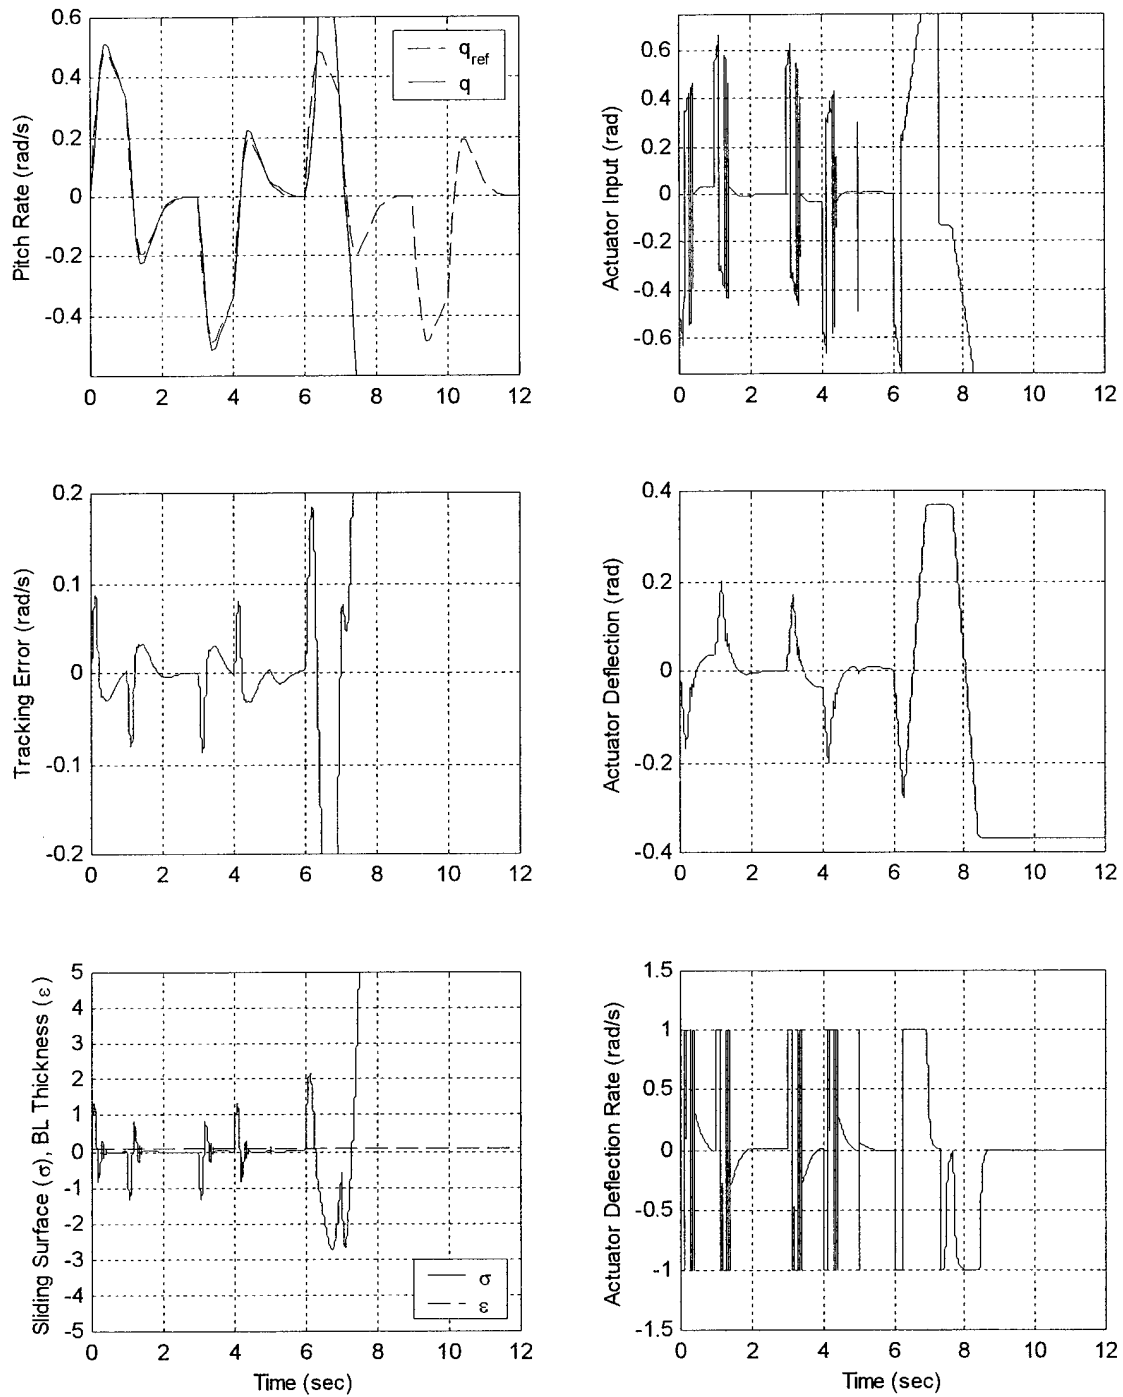 0.6
0.4
0.2
0
-0.2
-0.4
Pitch Rate (rad/s)
q_ref
q
0 2 4 6 8 10 12
0.6
0.4
0.2
0
-0.2
-0.4
-0.6
Actuator Input (rad)
0 2 4 6 8 10 12
0.2
0.1
0
-0.1
-0.2
Tracking Error (rad/s)
0 2 4 6 8 10 12
0.4
0.2
0
-0.2
-0.4
Actuator Deflection (rad)
0 2 4 6 8 10 12
5
4
3
2
1
0
-1
-2
-3
-4
-5
Sliding Surface (σ), BL Thickness (ε)
σ
ε
0 2 4 6 8 10 12
Time (sec)
1.5
1
0.5
0
-0.5
-1
-1.5
Actuator Deflection Rate (rad/s)
0 2 4 6 8 10 12
Time (sec)